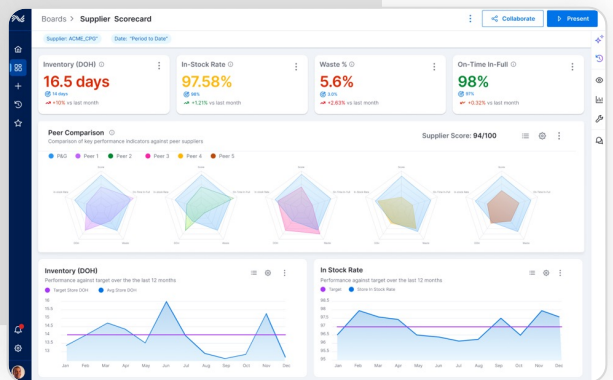 Boards > Supplier Scorecard
Collaborate
Present
Supplier: ACME_CPG"
Date: "Period to Date"
Inventory (DOH)
16.5 days
14 days
+10% vs last month
In-Stock Rate
97.58%
96%
+1.21% vs last month
Waste %
5.6%
3.0%
+2.63% vs last month
On-Time In-Full
98%
97%
+0.32% vs last month
Peer Comparison
Comparison of key performance indicators against peer suppliers
Supplier Score: 94/100
P&G Peer 1 Peer 2 Peer 3 Peer 4 Peer 5
Inventory (DOH)
Performance against target over the the last 12 months
Target Store DOH Avg Store DOH
16
15.5
15
14.5
14
13.5
13
Jan Feb Mar Apr May Jun Jul Aug Sep Oct Nov Dec
In Stock Rate
Performance against target over the last 12 months.
Target Store In Stock Rate
98.5
98
97.5
97
96.5
96
95.5
95
Jan Feb Mar Apr May Jun Jul Aug Sep Oct Nov Dec